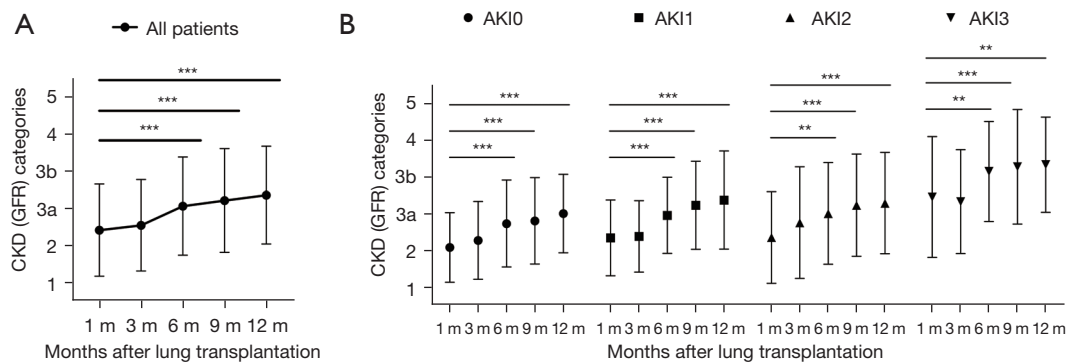 A
All patients
CKD (GFR) categories
5
4
3b
3a
2
1
***
***
***
1 m 3 m 6 m 9 m 12 m
Months after lung transplantation
B
AKI0 AKI1 AKI2 AKI3
CKD (GFR) categories
5
4
3b
3a
2
1
***
***
***
***
***
***
***
***
**
**
***
**
1 m 3 m 6 m 9 m 12 m 1 m 3 m 6 m 9 m 12 m 1 m 3 m 6 m 9 m 12 m 1 m 3 m 6 m 9 m 12 m
Months after lung transplantation